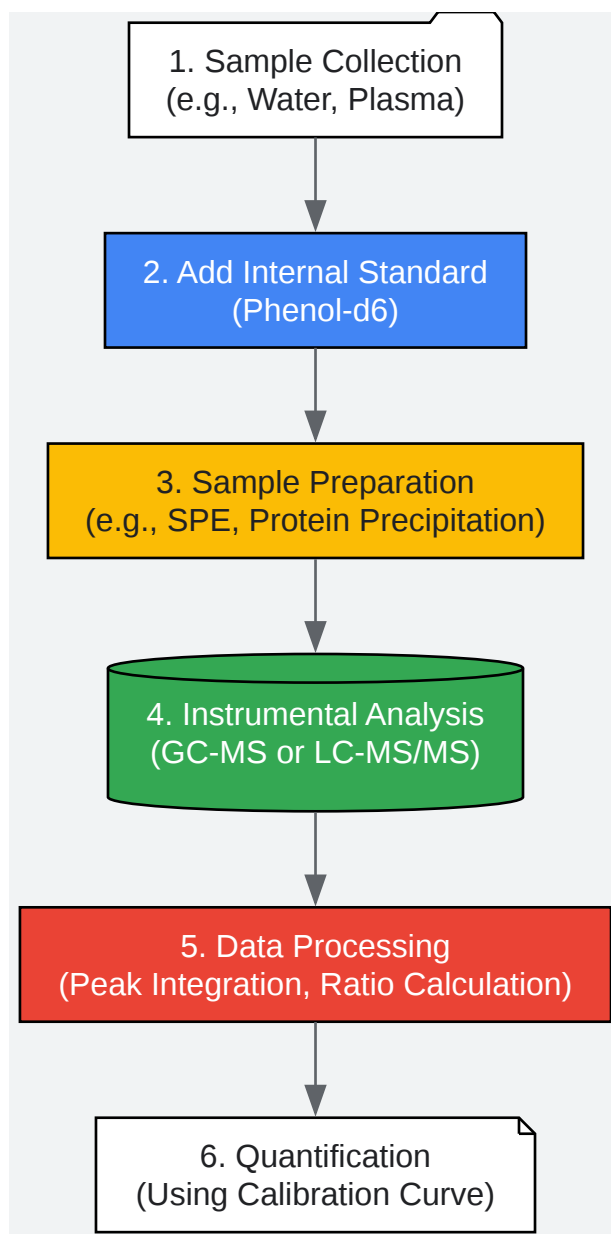 1. Sample Collection
(e.g., Water, Plasma)
2. Add Internal Standard
(Phenol-d6)
3. Sample Preparation
(e.g., SPE, Protein Precipitation)
4. Instrumental Analysis
(GC-MS or LC-MS/MS)
5. Data Processing
(Peak Integration, Ratio Calculation)
6. Quantification
(Using Calibration Curve)